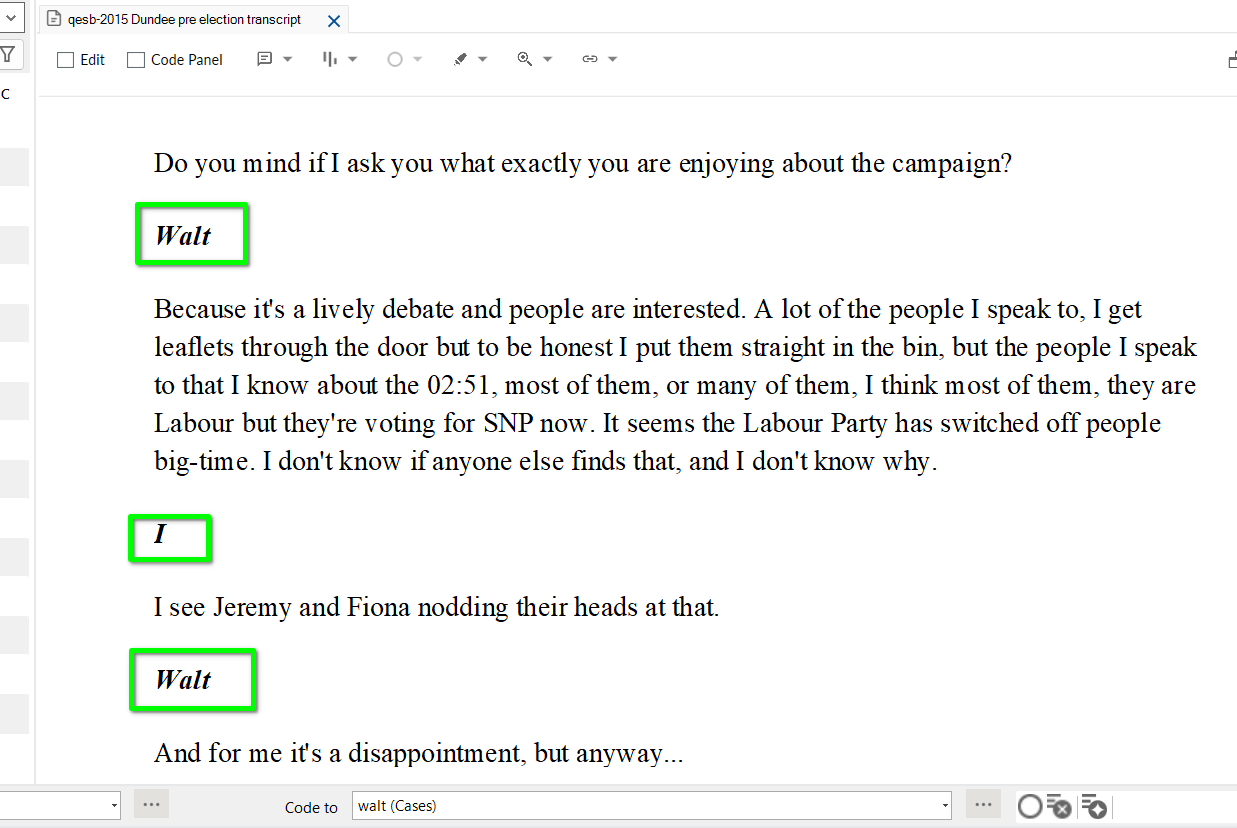 qesb-2015 Dundee pre election transcript
Edit Code Panel
C
Do you mind if I ask you what exactly you are enjoying about the campaign?
Walt
Because it's a lively debate and people are interested. A lot of the people I speak to, I get
leaflets through the door but to be honest I put them straight in the bin, but the people I speak
to that I know about the 02:51, most of them, or many of them, I think most of them, they are
Labour but they're voting for SNP now. It seems the Labour Party has switched off people
big-time. I don't know if anyone else finds that, and I don't know why.
I
I see Jeremy and Fiona nodding their heads at that.
Walt
And for me it's a disappointment, but anyway...
Code to walt (Cases)